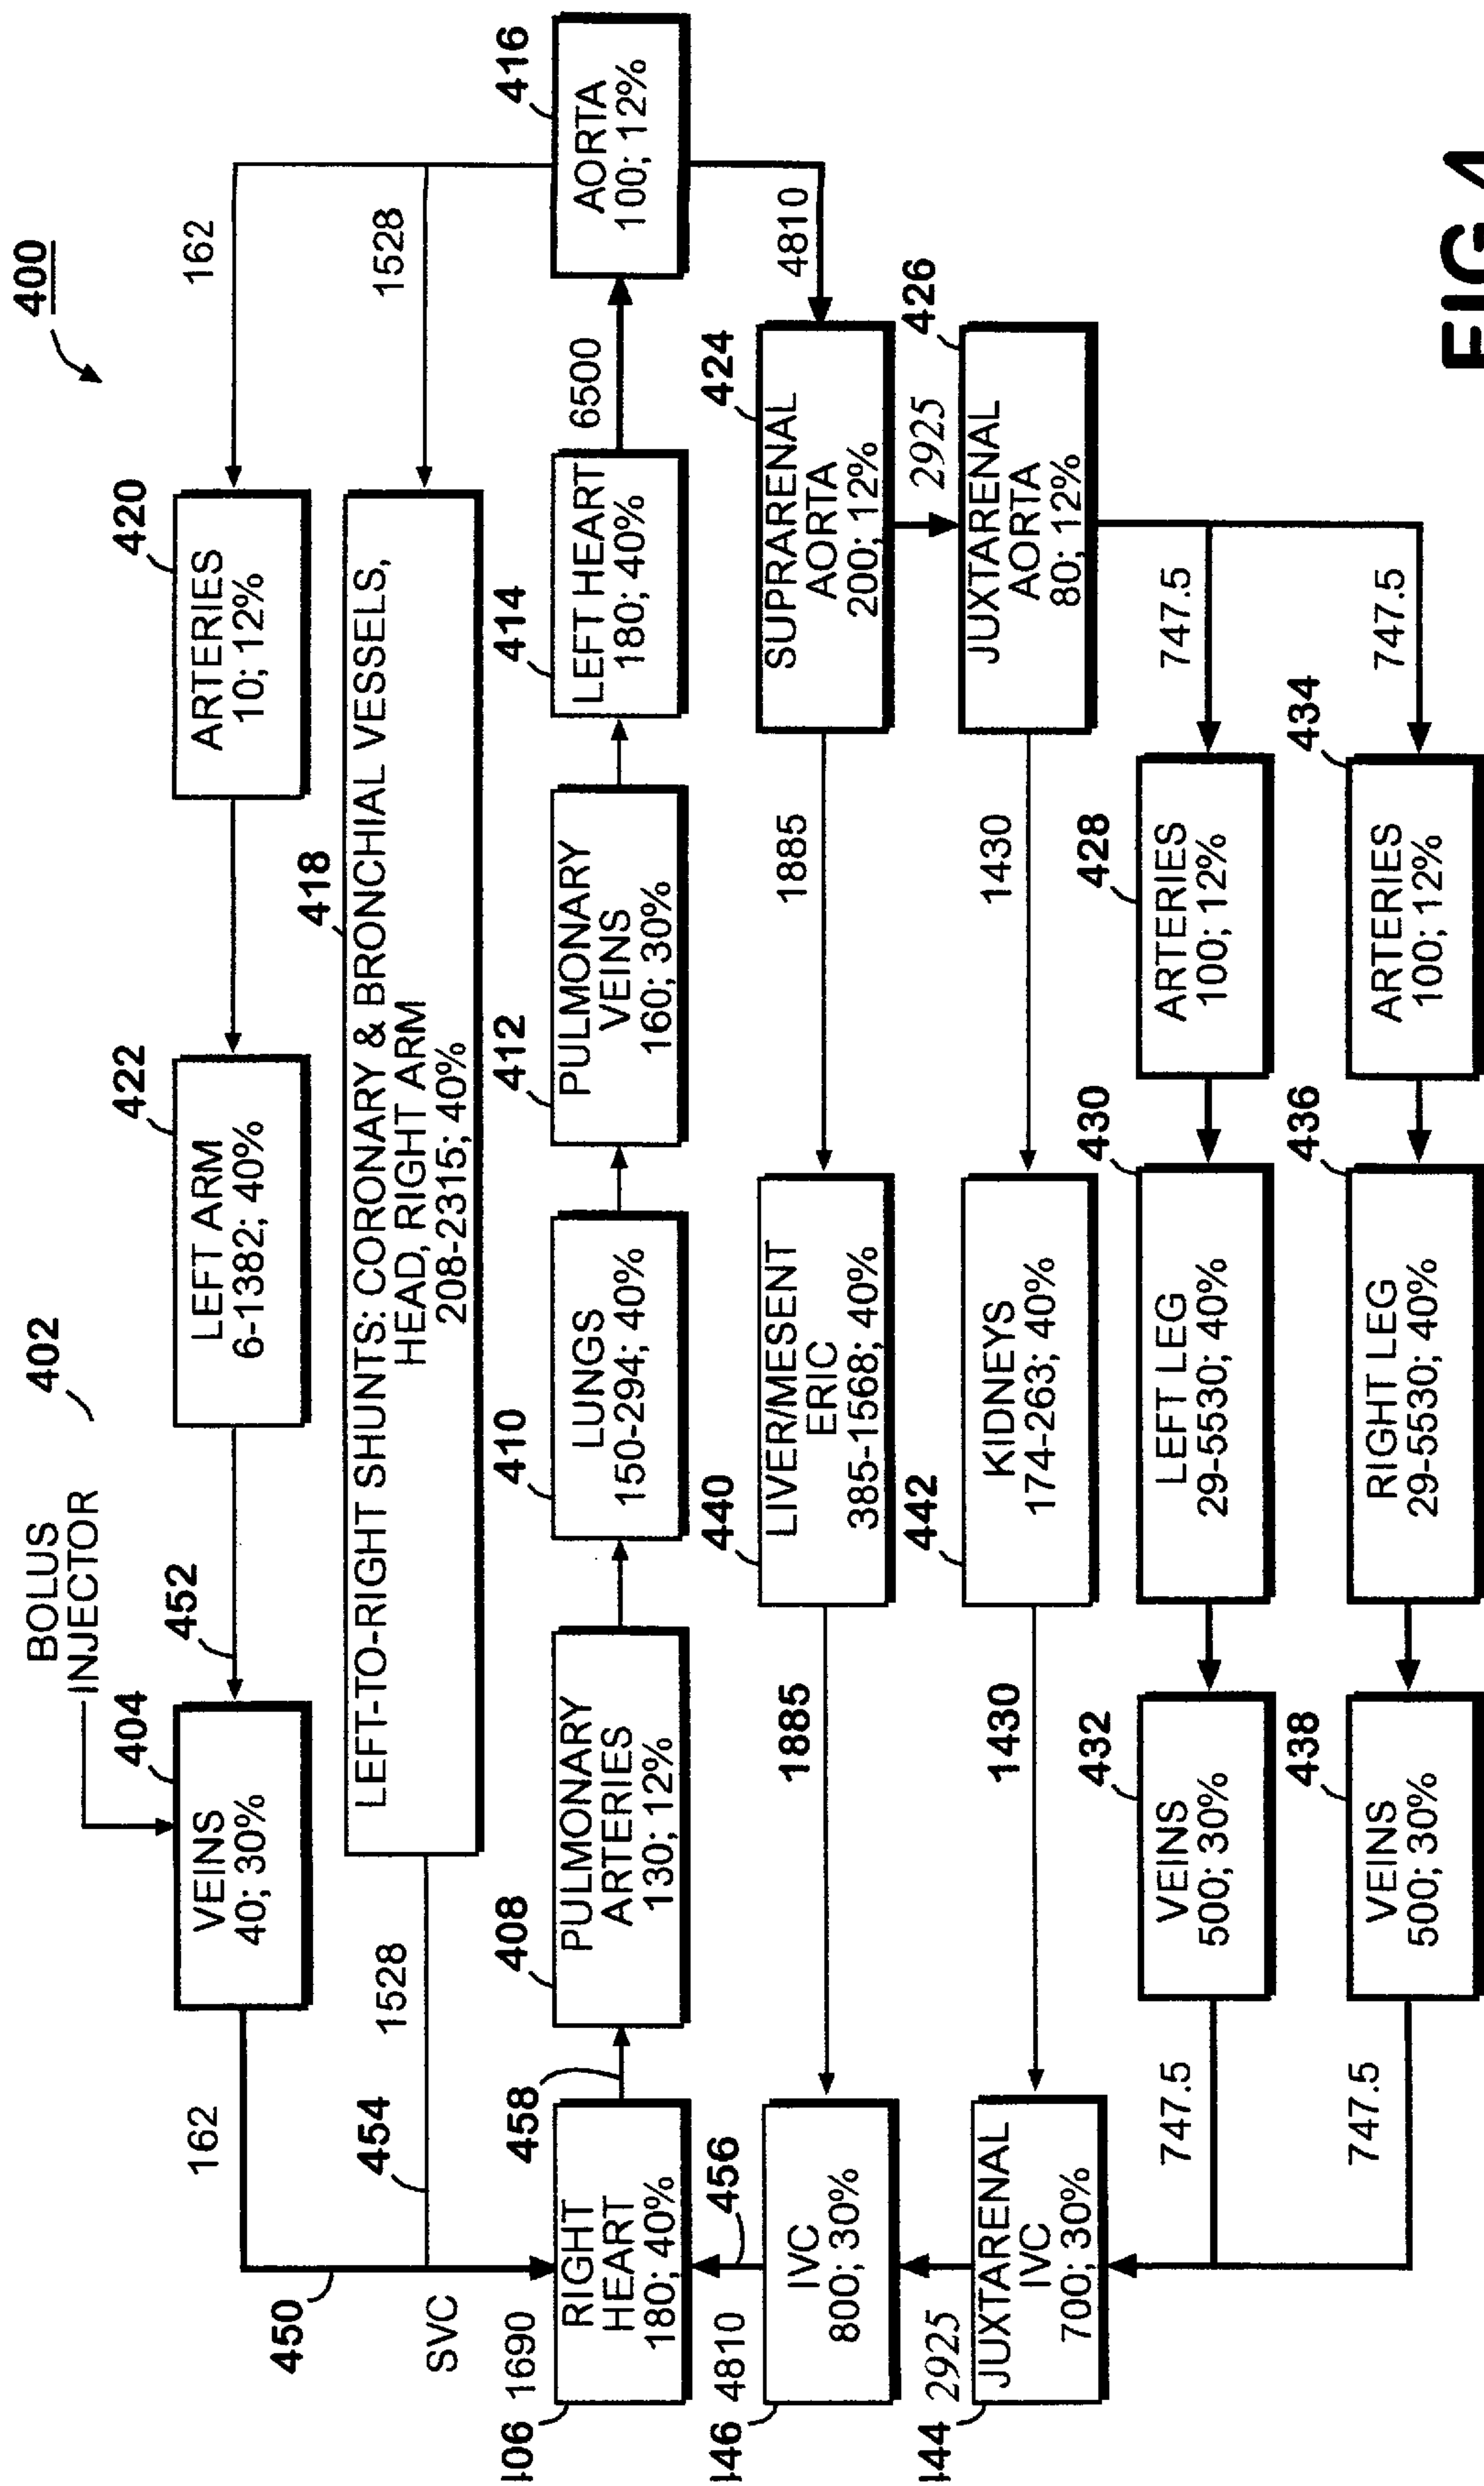 400
BOLUS
INJECTOR
402
404
VEINS
40; 30%
452
422
LEFT ARM
6-1382; 40%
420
ARTERIES
10; 12%
162
162
450
454
1528
418
LEFT-TO-RIGHT SHUNTS: CORONARY & BRONCHIAL VESSELS,
HEAD, RIGHT ARM
208-2315; 40%
1528
SVC
1690
406
RIGHT
HEART
180; 40%
458
408
PULMONARY
ARTERIES
130; 12%
410
LUNGS
150-294; 40%
412
PULMONARY
VEINS
160; 30%
414
LEFT HEART
180; 40%
6500
416
AORTA
100; 12%
456
4810
446
IVC
800; 30%
1885
440
LIVER/MESENT
ERIC
385-1568; 40%
1885
424
SUPRARENAL
AORTA
200; 12%
4810
2925
444
JUXTARENAL
IVC
700; 30%
1430
442
KIDNEYS
174-263; 40%
1430
2925
426
JUXTARENAL
AORTA
80; 12%
747.5
432
VEINS
500; 30%
430
LEFT LEG
29-5530; 40%
428
ARTERIES
100; 12%
747.5
747.5
438
VEINS
500; 30%
436
RIGHT LEG
29-5530; 40%
434
ARTERIES
100; 12%
747.5
FIG.4